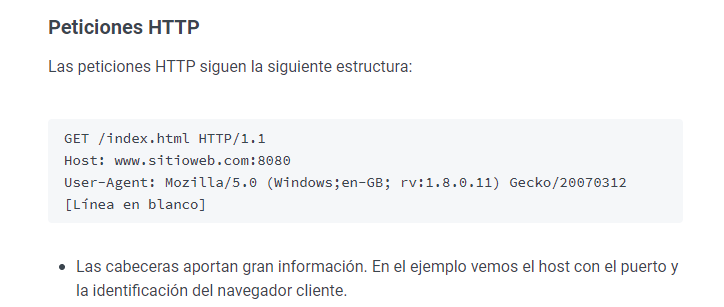 Peticiones HTTP
Las peticiones HTTP siguen la siguiente estructura:
GET /index.html HTTP/1.1
Host: www.sitioweb.com:8080
User-Agent: Mozilla/5.0 (Windows;en-GB; rv:1.8.0.11) Gecko/20070312
[Línea en blanco]
• Las cabeceras aportan gran información. En el ejemplo vemos el host con el puerto y
la identificación del navegador cliente.